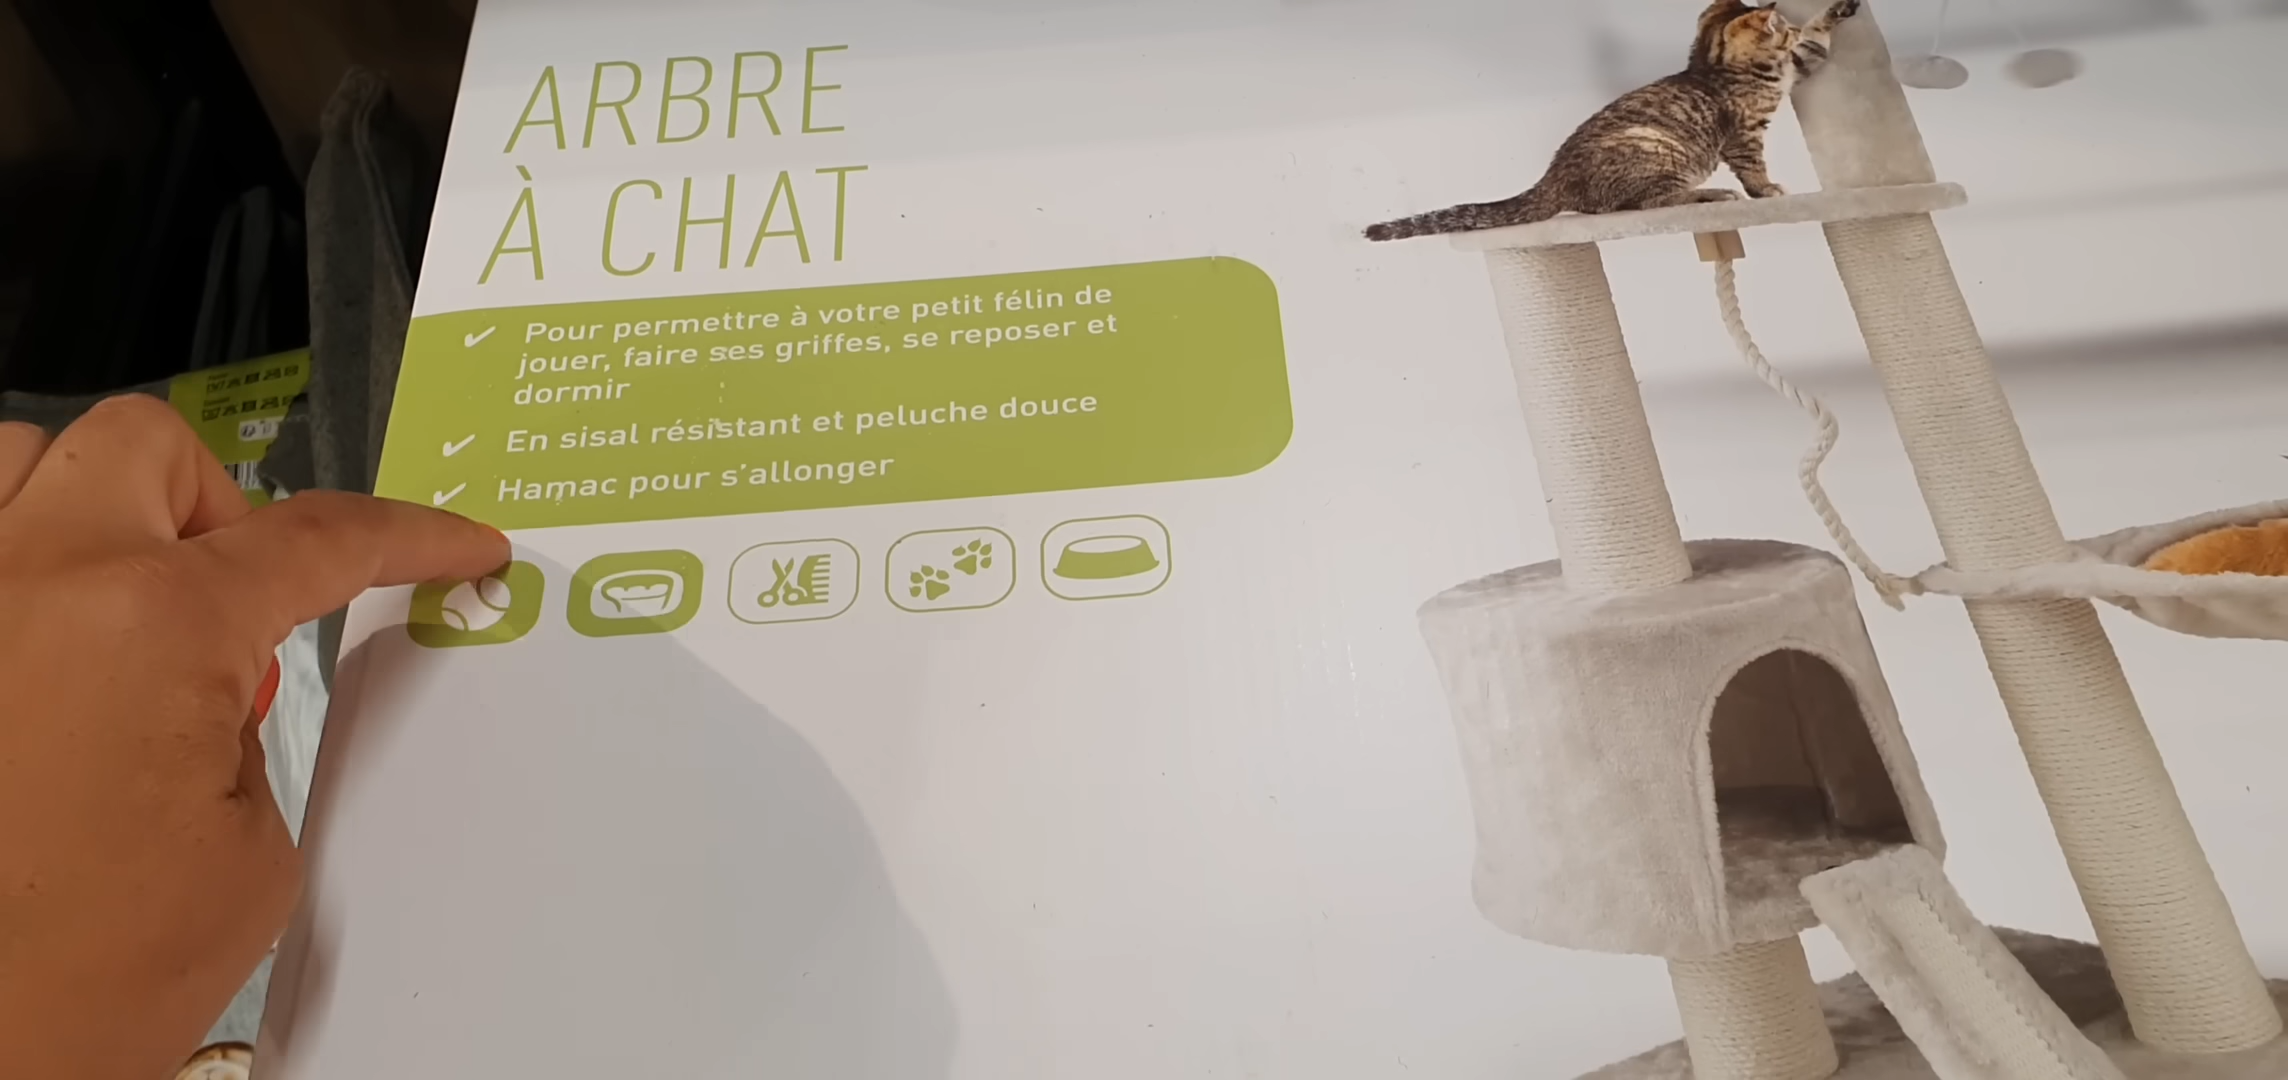 ARBRE
À CHAT
✔ Pour permettre à votre petit félin de
jouer, faire ses griffes, se reposer et
dormir
✔ En sisal résistant et peluche douce
✔ Hamac pour s'allonger